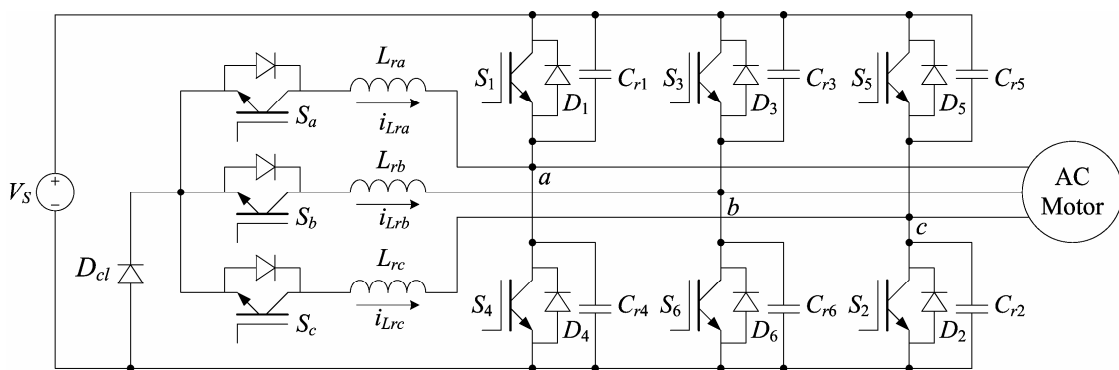 L_ra
S_1
C_r1
S_3
C_r3
S_5
C_r5
D_1
D_3
D_5
S_a
i_Lra
L_rb
a
AC
Motor
V_S
+
−
S_b
i_Lrb
b
c
D_cl
L_rc
S_c
i_Lrc
S_4
C_r4
S_6
C_r6
S_2
C_r2
D_4
D_6
D_2